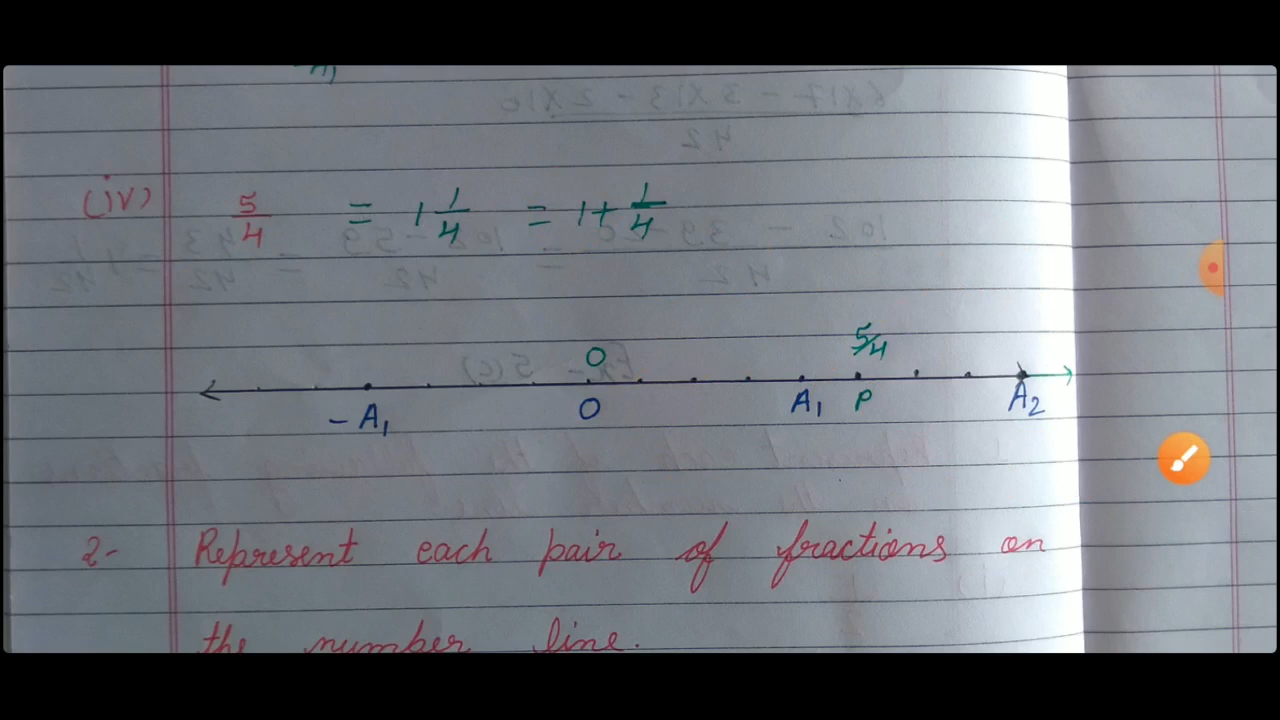 (iv) 5/4 = 1 1/4 = 1 + 1/4
0 5/4
- A₁ O A₁ P A₂
2- Represent each pair of fractions on
the number line.